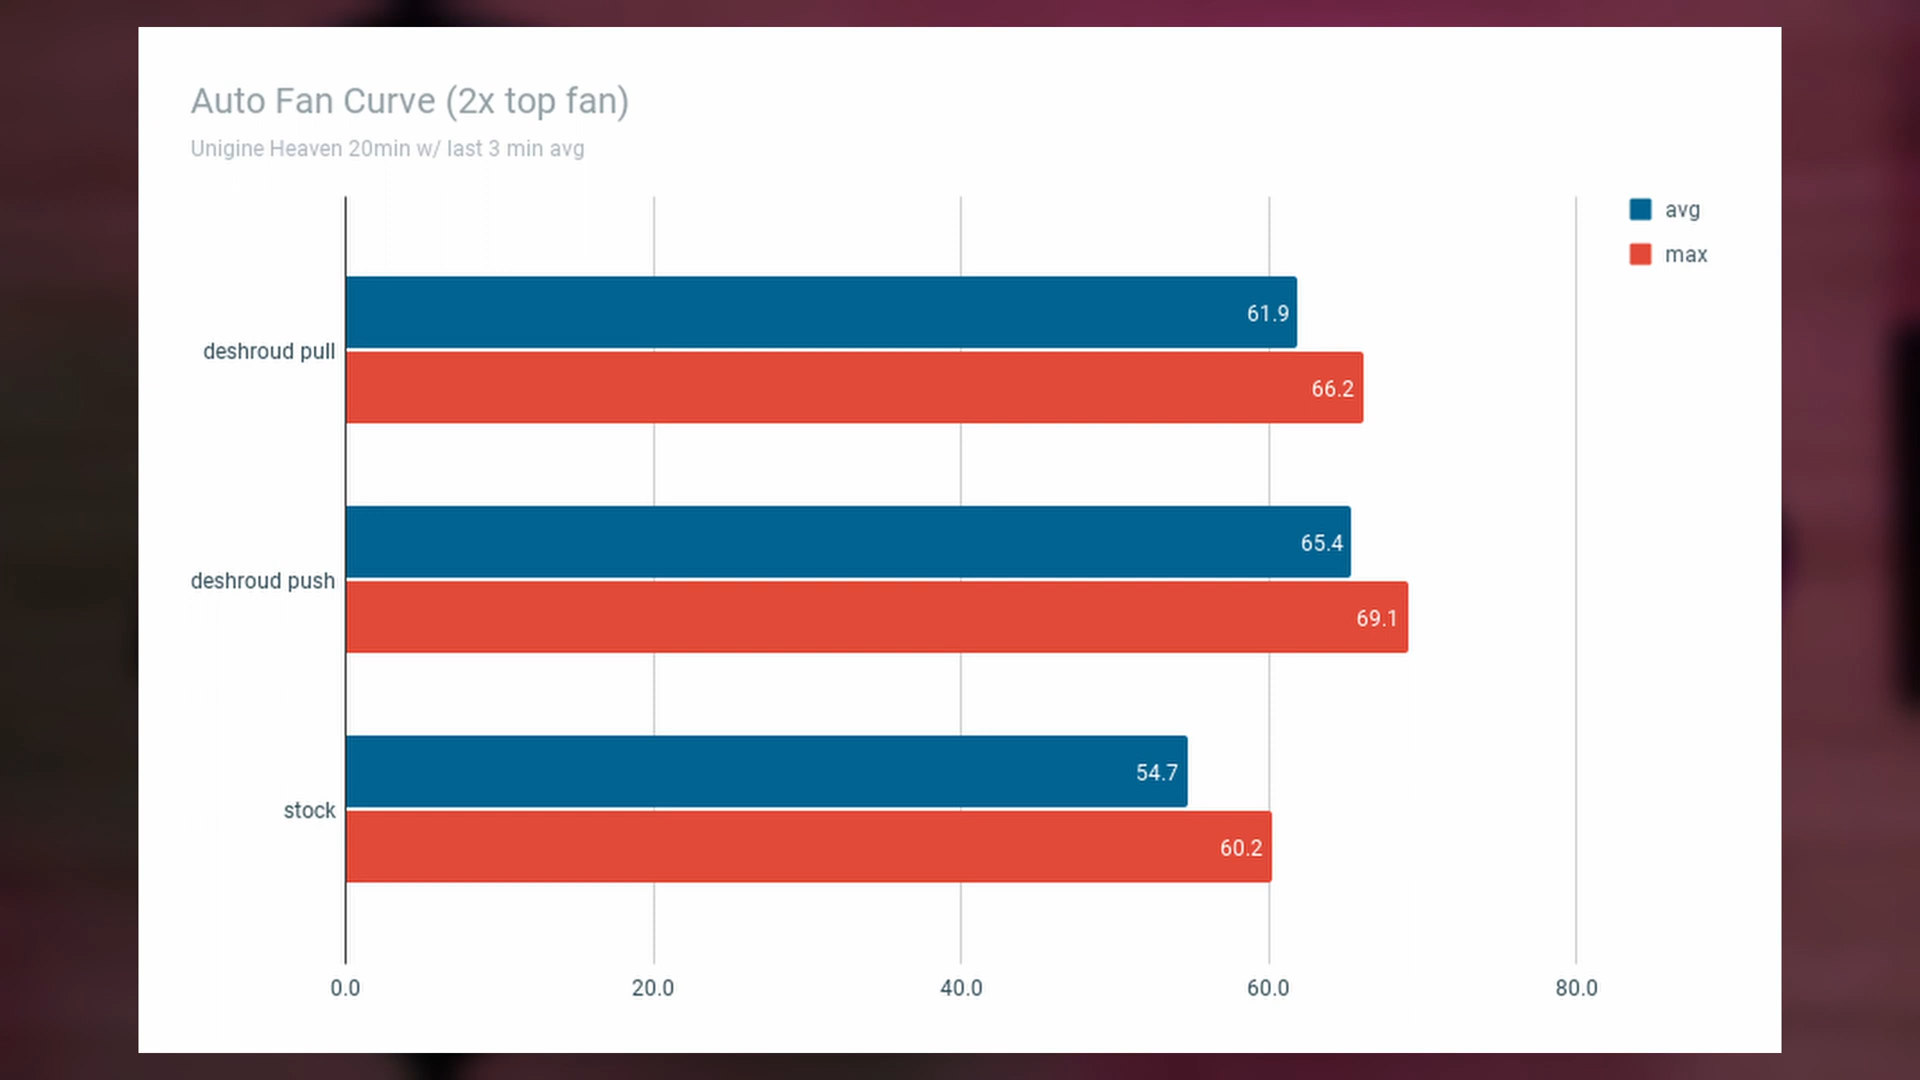 Auto Fan Curve (2x top fan)
Unigine Heaven 20min w/ last 3 min avg
avg
max
deshroud pull
61.9
66.2
deshroud push
65.4
69.1
stock
54.7
60.2
0.0 20.0 40.0 60.0 80.0